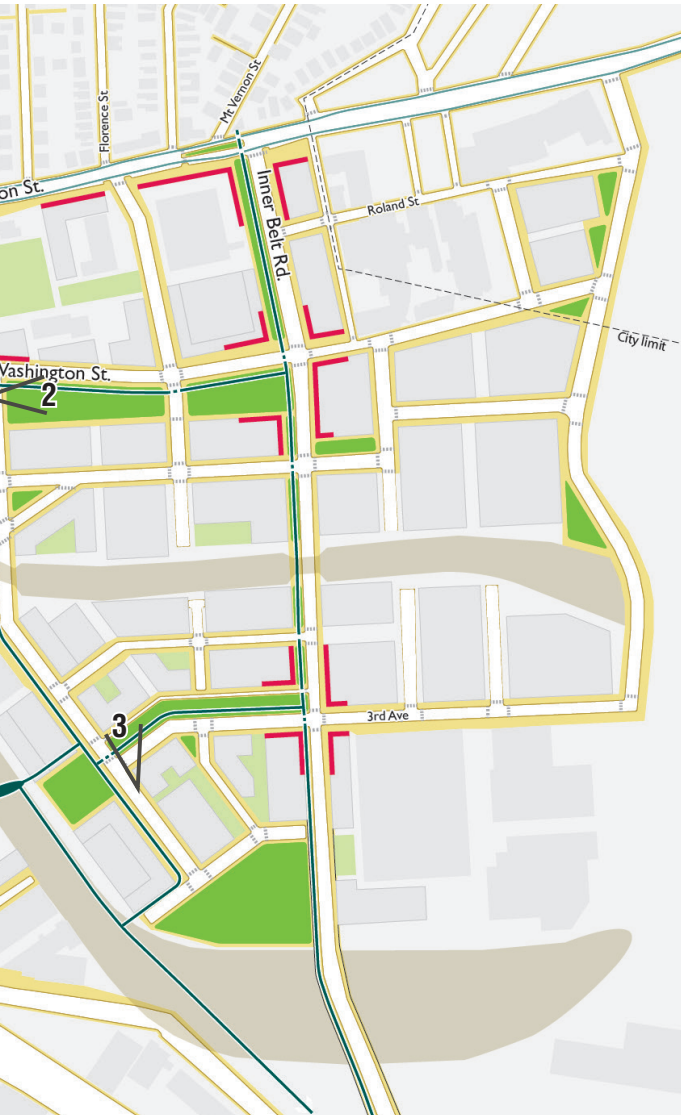 Florence St
Mt Vernon St
on St.
Inner Belt Rd.
Roland St
City limit
Washington St.
2
3
3rd Ave